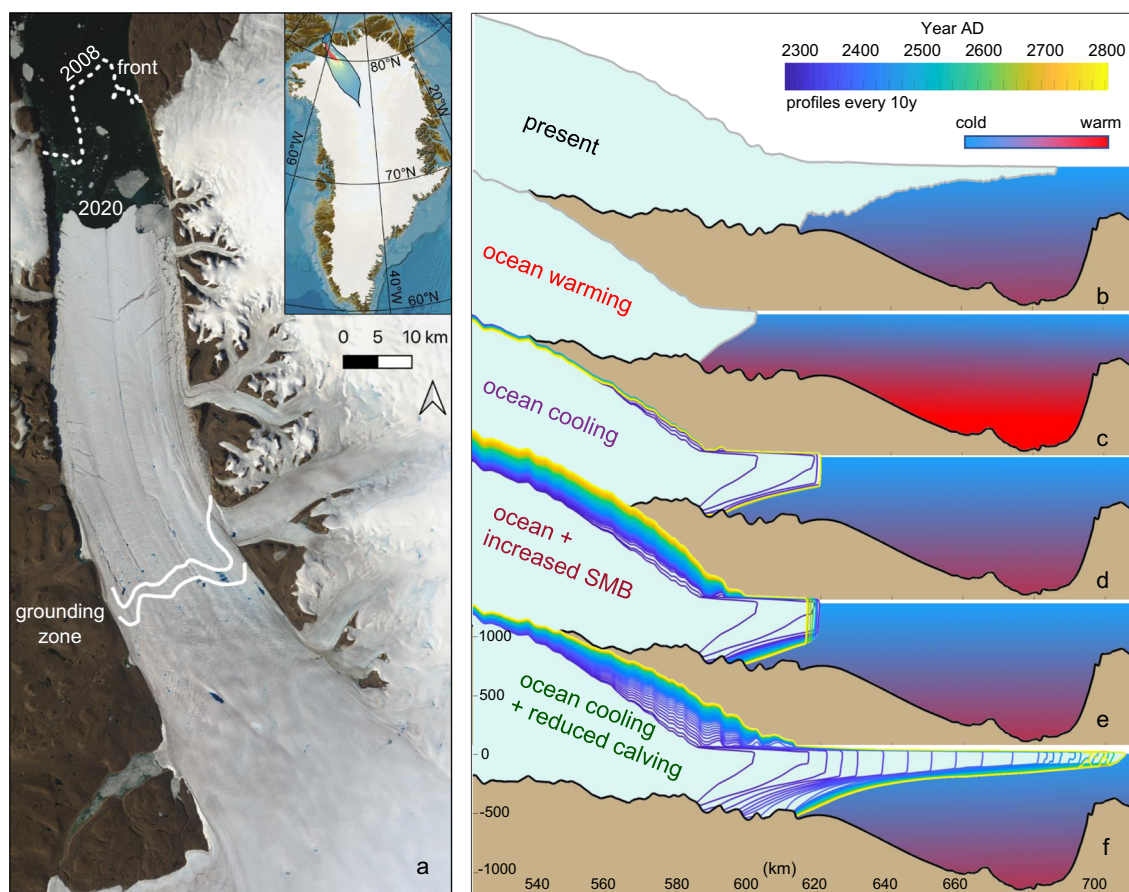 2008
front
2020
grounding
zone
80°N
20°W
60°W
70°N
40°W
60°N
0 5 10 km
a
Year AD
2300 2400 2500 2600 2700 2800
profiles every 10y
cold warm
present
b
ocean warming
c
ocean cooling
d
ocean +
increased SMB
e
ocean cooling
+ reduced calving
f
1000
500
0
-500
-1000
(km)
540 560 580 600 620 640 660 680 700